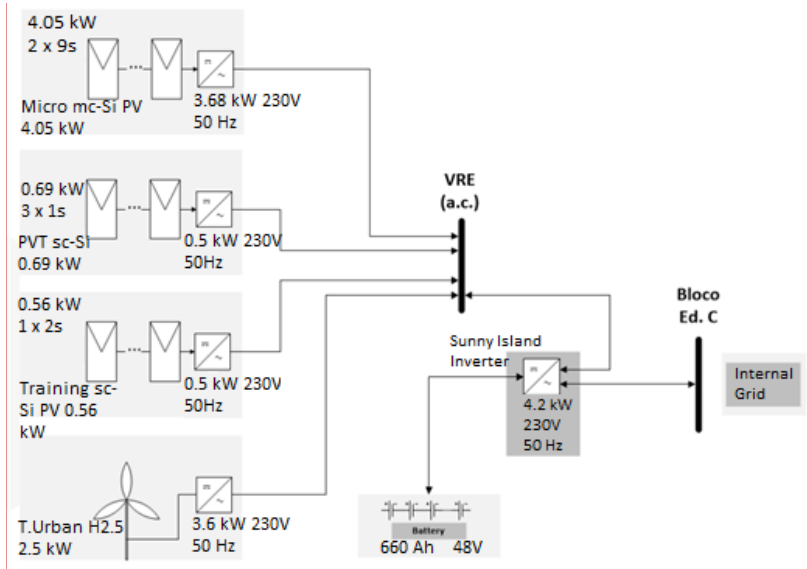 4.05 kW
2 x 9s
Micro mc-Si PV
4.05 kW
3.68 kW 230V
50 Hz
0.69 kW
3 x 1s
PVT sc-Si
0.69 kW
0.5 kW 230V
50Hz
0.56 kW
1 x 2s
Training sc-
Si PV 0.56
kW
0.5 kW 230V
50Hz
T.Urban H2.5
2.5 kW
3.6 kW 230V
50 Hz
VRE
(a.c.)
Sunny Island
Inverter
4.2 kW
230V
50 Hz
Bloco
Ed. C
Internal
Grid
Battery
660 Ah 48V